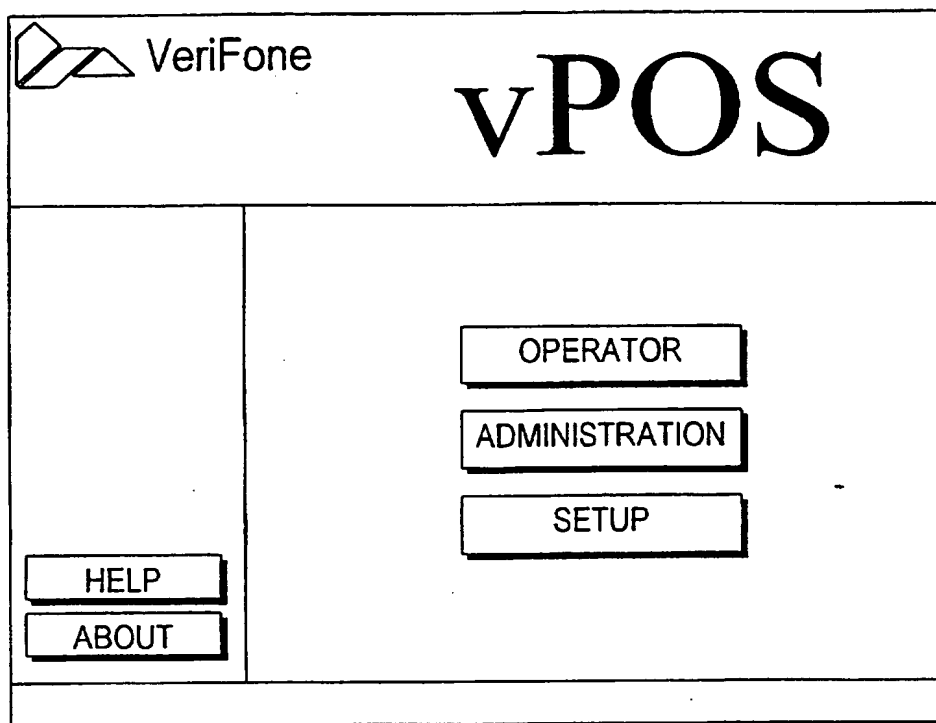 VeriFone
vPOS
OPERATOR
ADMINISTRATION
SETUP
HELP
ABOUT